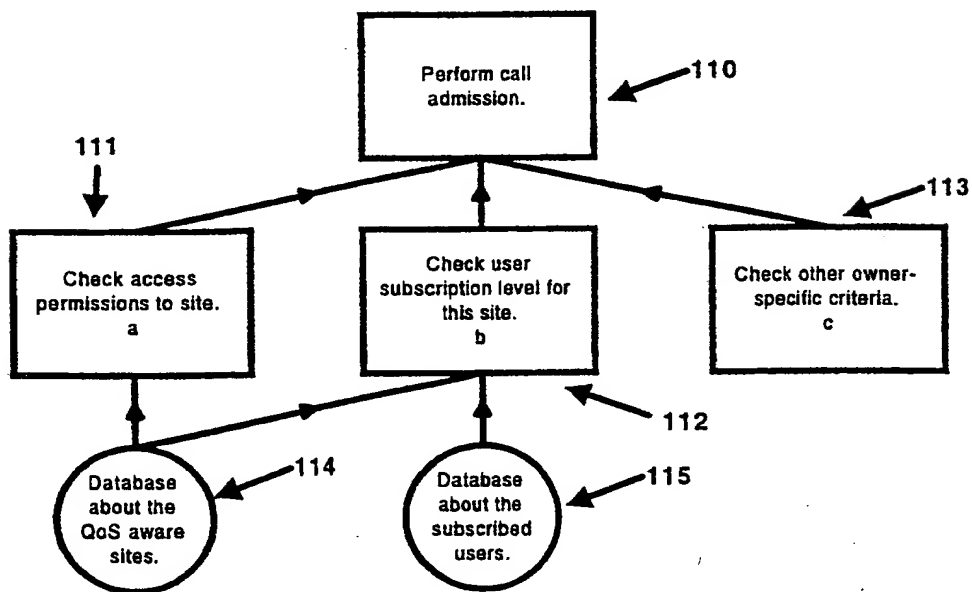 Perform call
admission.
110
111
113
Check access
permissions to site.
a
Check user
subscription level for
this site.
b
Check other owner-
specific criteria.
c
112
114
115
Database
about the
QoS aware
sites.
Database
about the
subscribed
users.